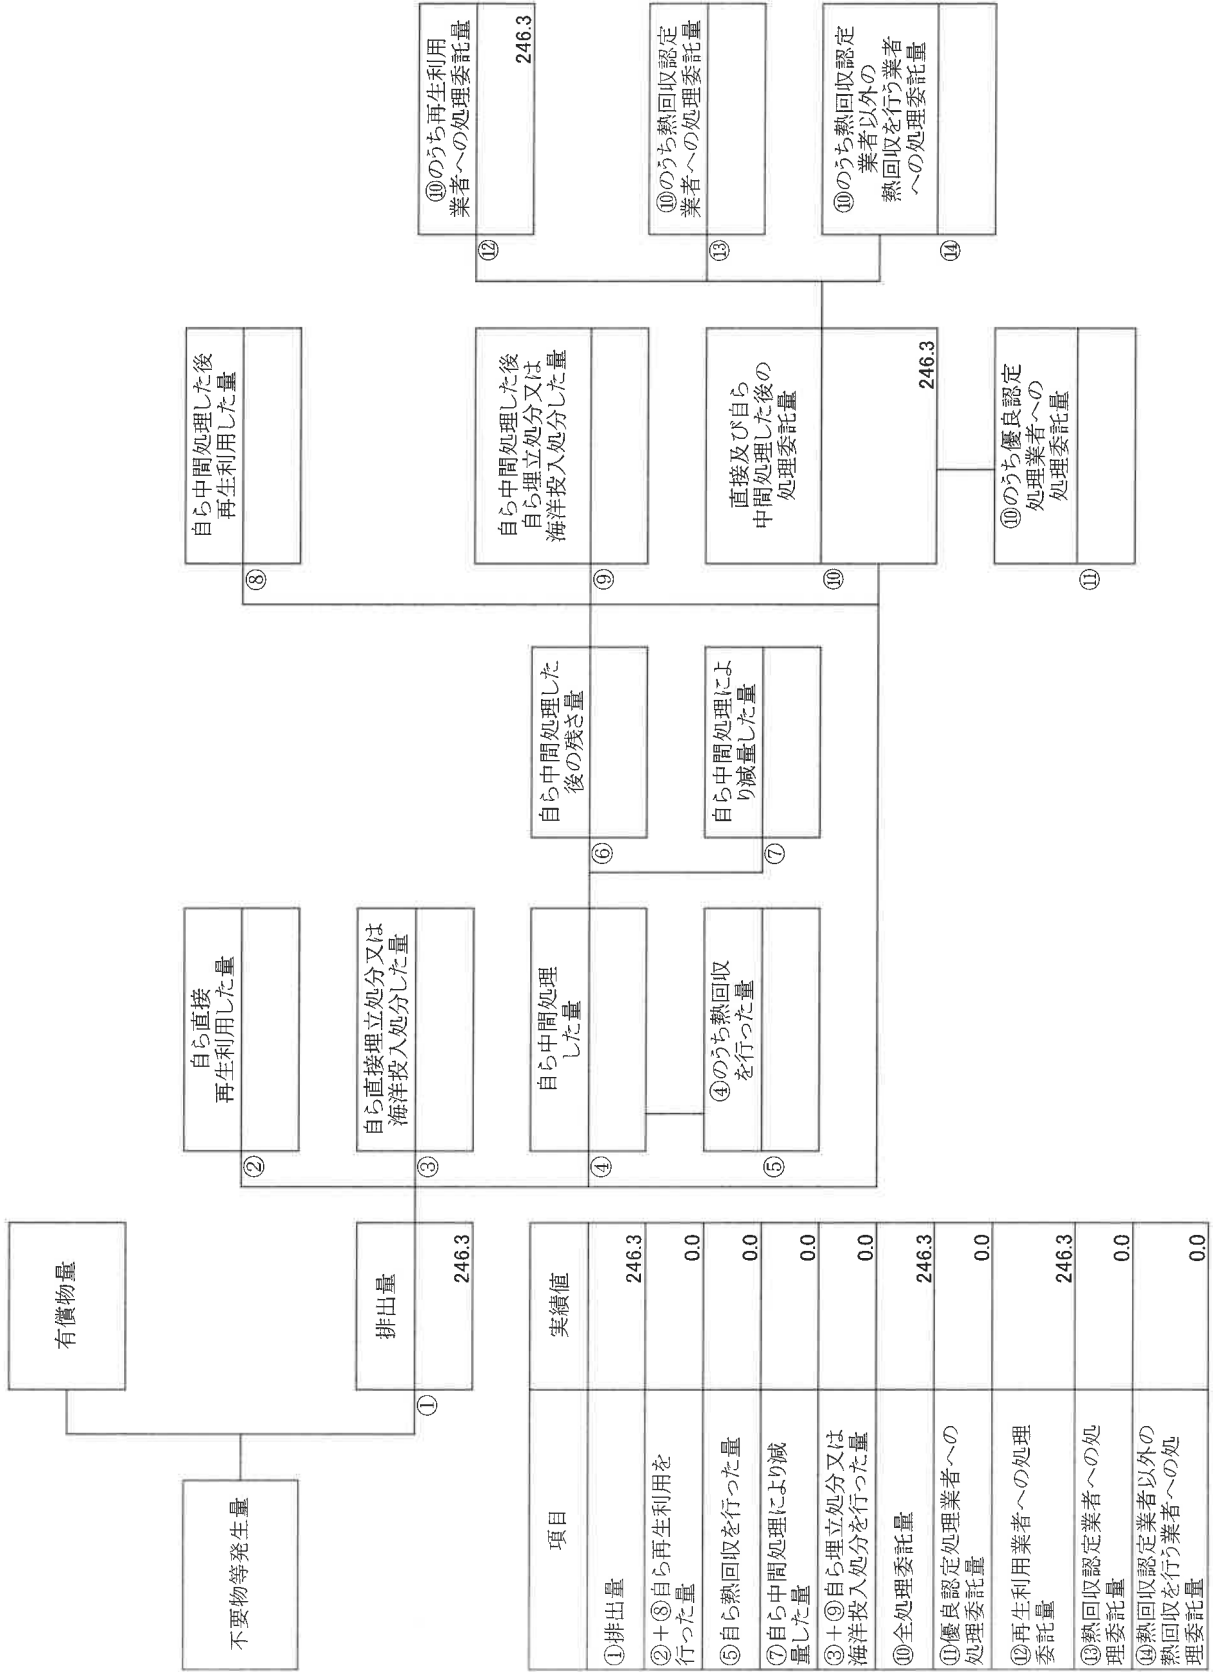 不要物等発生量
有償物量
①
排出量
246.3
②
自ら直接
再生利用した量
③
自ら直接埋立処分又は
海洋投入処分した量
④
自ら中間処理
した量
⑤
④のうち熱回収
を行った量
⑥
自ら中間処理した
後の残さ量
⑦
自ら中間処理によ
り減量した量
⑧
自ら中間処理した後
再生利用した量
⑨
自ら中間処理した後
自ら埋立処分又は
海洋投入処分した量
⑩
直接及び自ら
中間処理した後の
処理委託量
246.3
⑪
⑩のうち優良認定
処理業者への
処理委託量
⑫
⑩のうち再生利用
業者への処理委託量
246.3
⑬
⑩のうち熱回収認定
業者への処理委託量
⑭
⑩のうち熱回収認定
業者以外の
熱回収を行う業者
への処理委託量
項目
実績値
①排出量
246.3
②+⑧自ら再生利用を
行った量
0.0
⑤自ら熱回収を行った量
0.0
⑦自ら中間処理により減
量した量
0.0
③+⑨自ら埋立処分又は
海洋投入処分を行った量
0.0
⑩全処理委託量
246.3
⑪優良認定処理業者への
処理委託量
0.0
⑫再生利用業者への処理
委託量
246.3
⑬熱回収認定業者への処
理委託量
0.0
⑭熱回収認定業者以外の
熱回収を行う業者への処
理委託量
0.0